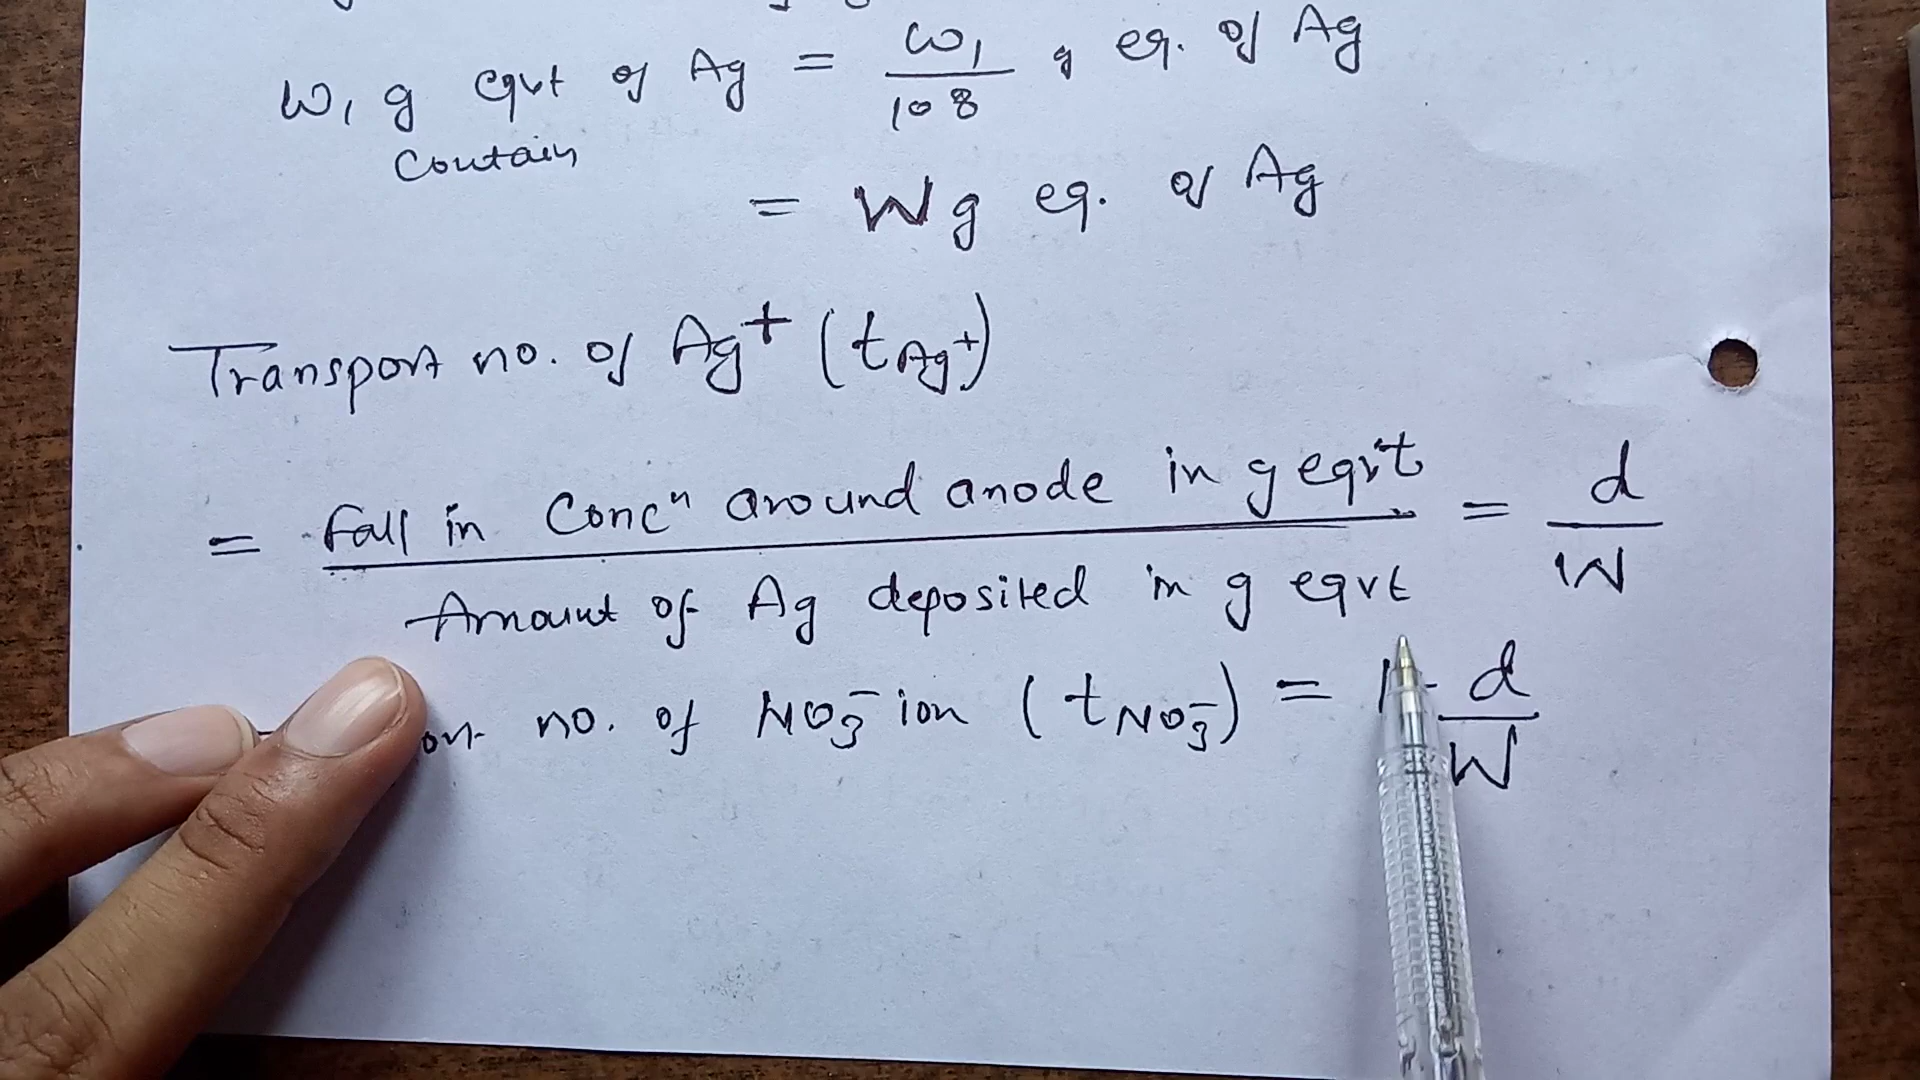 W1 g eqvt of Ag = W1/108 g eq. of Ag
Contain
= W g eq. of Ag
Transport no. of Ag+ (tAg+)
= Fall in Concn around anode in g eqvt / Amount of Ag deposited in g eqvt = d/W
no. of NO3- ion (tNO3-) = 1 - d/W